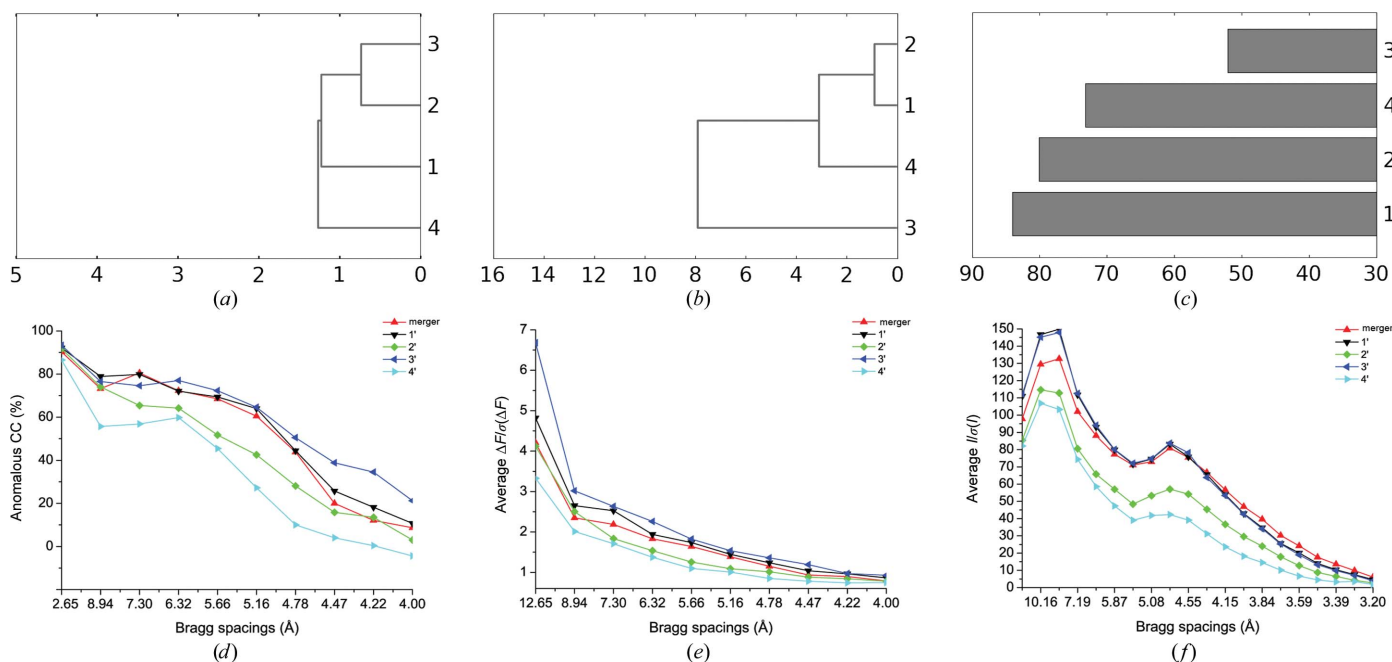 3
2
1
4
5 4 3 2 1 0
(a)
2
1
4
3
16 14 12 10 8 6 4 2 0
(b)
3
4
2
1
90 80 70 60 50 40 30
(c)
Anomalous CC (%)
100
80
60
40
20
0
merger
1'
2'
3'
4'
2.65 8.94 7.30 6.32 5.66 5.16 4.78 4.47 4.22 4.00
Bragg spacings (Å)
(d)
Average ΔF/σ(ΔF)
7
6
5
4
3
2
1
merger
1'
2'
3'
4'
12.65 8.94 7.30 6.32 5.66 5.16 4.78 4.47 4.22 4.00
Bragg spacings (Å)
(e)
Average I/σ(I)
150
140
130
120
110
100
90
80
70
60
50
40
30
20
10
0
merger
1'
2'
3'
4'
10.16 7.19 5.87 5.08 4.55 4.15 3.84 3.59 3.39 3.20
Bragg spacings (Å)
(f)